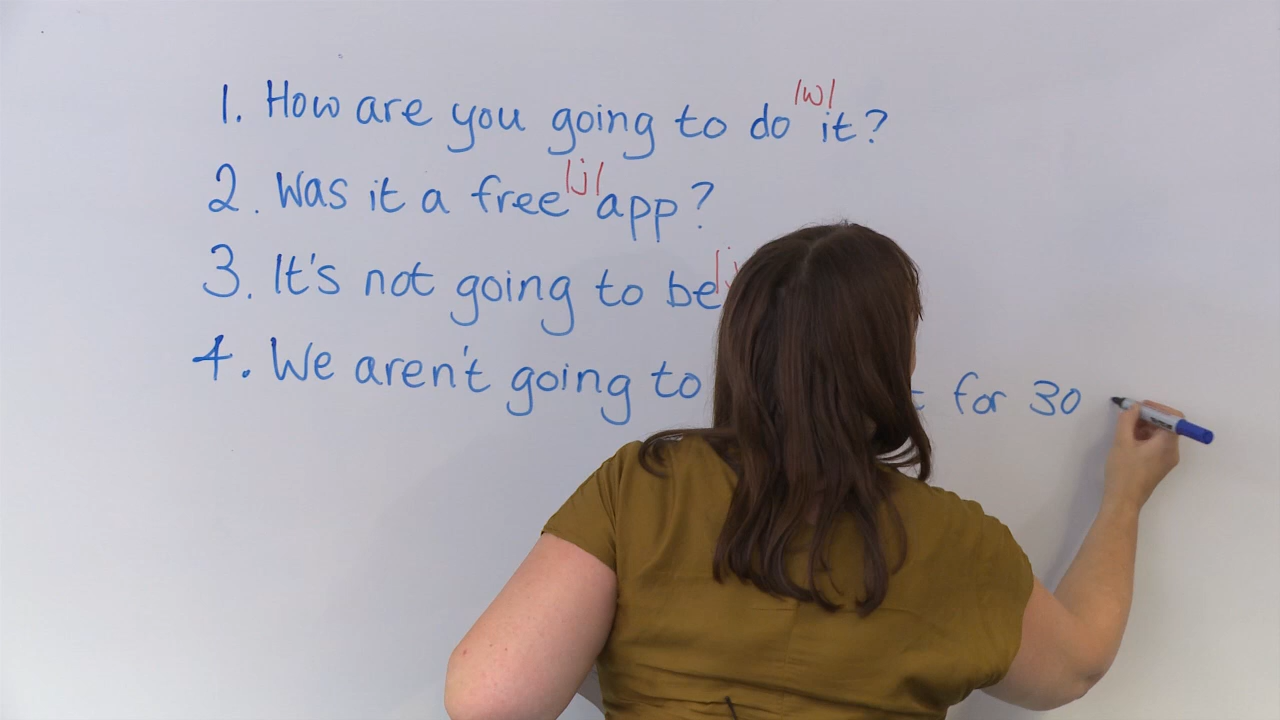 /w/
1. How are you going to do it?
/j/
2. Was it a free app?
3. It's not going to be
4. We aren't going to for 30